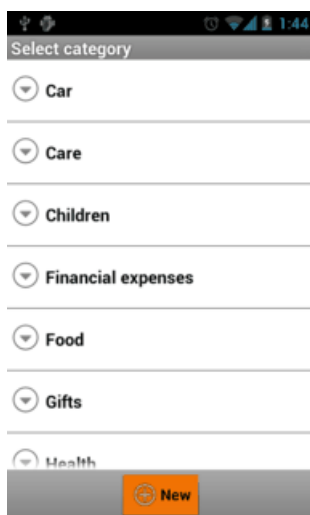 1:44
Select category
Car
Care
Children
Financial expenses
Food
Gifts
Health
New